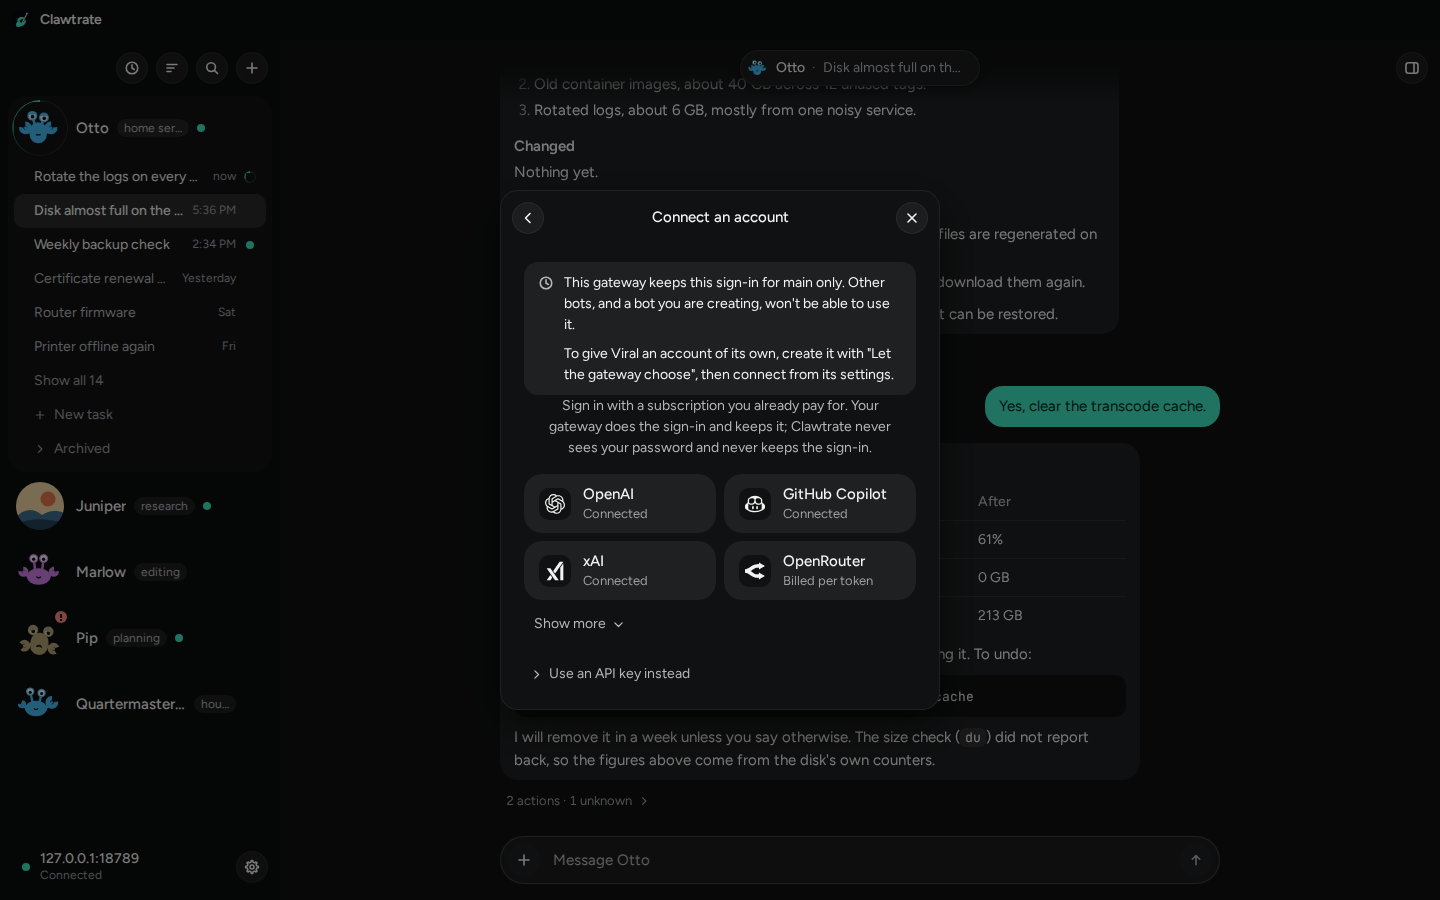 Clawtrate
Otto
home ser...
Rotate the logs on every ...
now
Disk almost full on the ...
5:36 PM
Weekly backup check
2:34 PM
Certificate renewal ...
Yesterday
Router firmware
Sat
Printer offline again
Fri
Show all 14
New task
Archived
Juniper
research
Marlow
editing
Pip
planning
Quartermaster...
hou...
127.0.0.1:18789
Connected
Otto · Disk almost full on th...
2. Old container images, about 40 GB across 12 unused tags.
3. Rotated logs, about 6 GB, mostly from one noisy service.
Changed
Nothing yet.
files are regenerated on
download them again.
t can be restored.
Yes, clear the transcode cache.
After
61%
0 GB
213 GB
ng it. To undo:
cache
I will remove it in a week unless you say otherwise. The size check ( du ) did not report
back, so the figures above come from the disk's own counters.
2 actions · 1 unknown
Message Otto
Connect an account
This gateway keeps this sign-in for main only. Other
bots, and a bot you are creating, won't be able to use
it.
To give Viral an account of its own, create it with "Let
the gateway choose", then connect from its settings.
Sign in with a subscription you already pay for. Your
gateway does the sign-in and keeps it; Clawtrate never
sees your password and never keeps the sign-in.
OpenAI
Connected
GitHub Copilot
Connected
xAI
Connected
OpenRouter
Billed per token
Show more
Use an API key instead